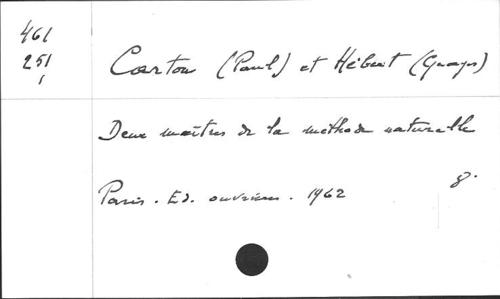 461
251
1
Carton (Paul) et Hébert (Georges)
Deux maîtres de la méthode naturelle
Paris. Ed. ouvrières. 1962 8°